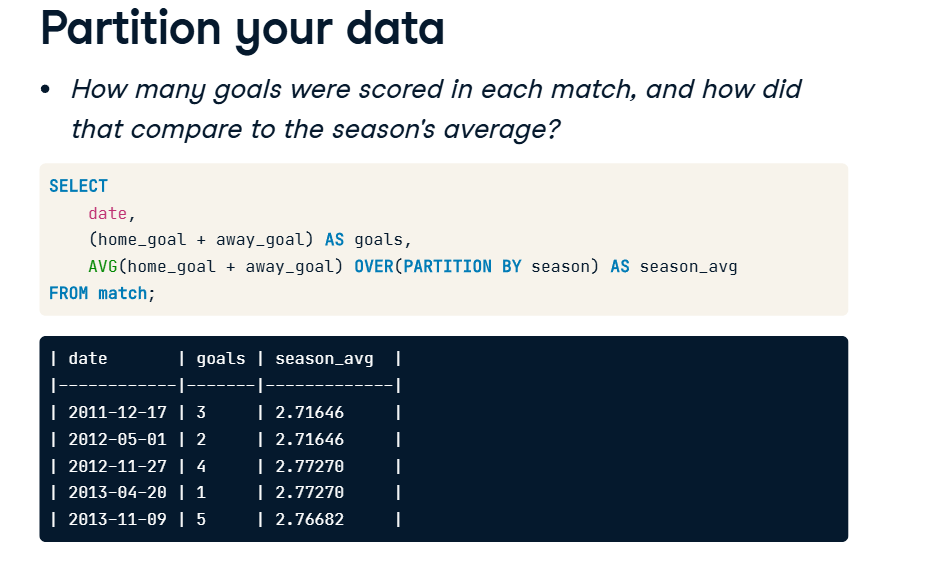 Partition your data
• How many goals were scored in each match, and how did
that compare to the season's average?
SELECT
    date,
    (home_goal + away_goal) AS goals,
    AVG(home_goal + away_goal) OVER(PARTITION BY season) AS season_avg
FROM match;
| date       | goals | season_avg  |
|------------|-------|-------------|
| 2011-12-17 | 3     | 2.71646     |
| 2012-05-01 | 2     | 2.71646     |
| 2012-11-27 | 4     | 2.77270     |
| 2013-04-20 | 1     | 2.77270     |
| 2013-11-09 | 5     | 2.76682     |